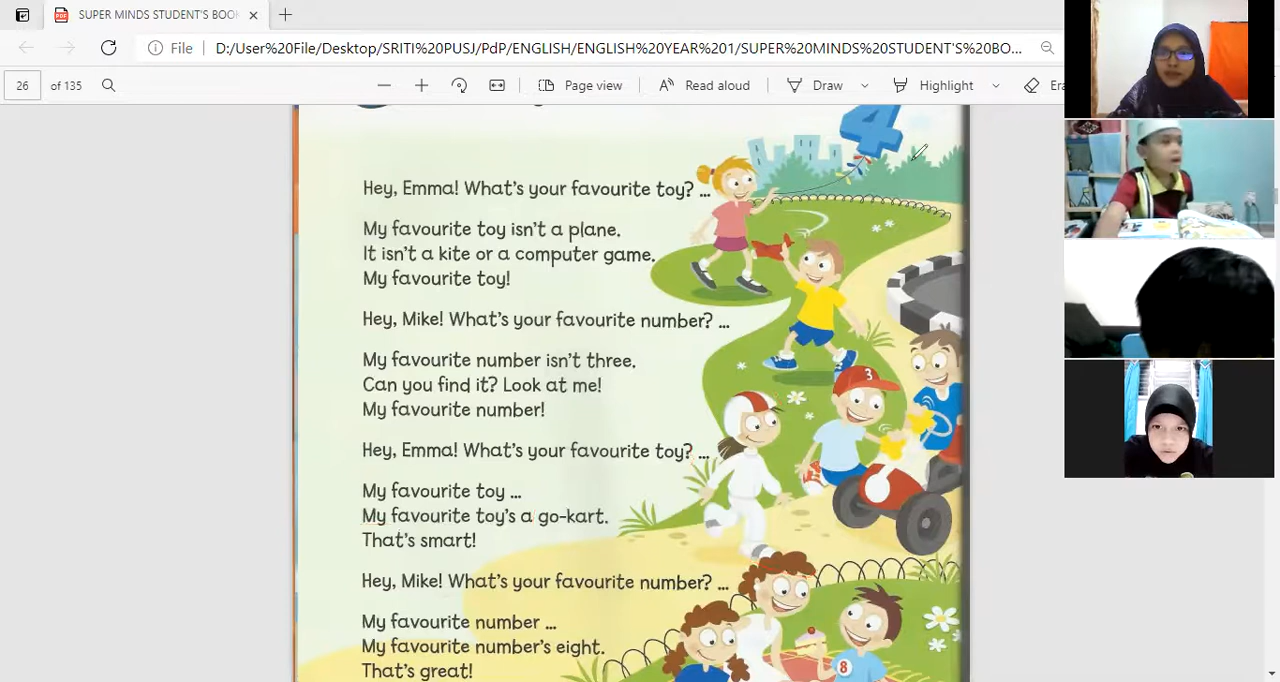 SUPER MINDS STUDENT'S BOOK
File
D:/User%20File/Desktop/SRITI%20PUSJ/PdP/ENGLISH/ENGLISH%20YEAR%201/SUPER%20MINDS%20STUDENT'S%20BO...
26 of 135
Page view
Read aloud
Draw
Highlight
4
Hey, Emma! What's your favourite toy? ...
My favourite toy isn't a plane.
It isn't a kite or a computer game.
My favourite toy!
Hey, Mike! What's your favourite number? ...
My favourite number isn't three.
Can you find it? Look at me!
My favourite number!
3
Hey, Emma! What's your favourite toy? ...
My favourite toy ...
My favourite toy's a go-kart.
That's smart!
Hey, Mike! What's your favourite number? ...
My favourite number ...
My favourite number's eight.
That's great!
8